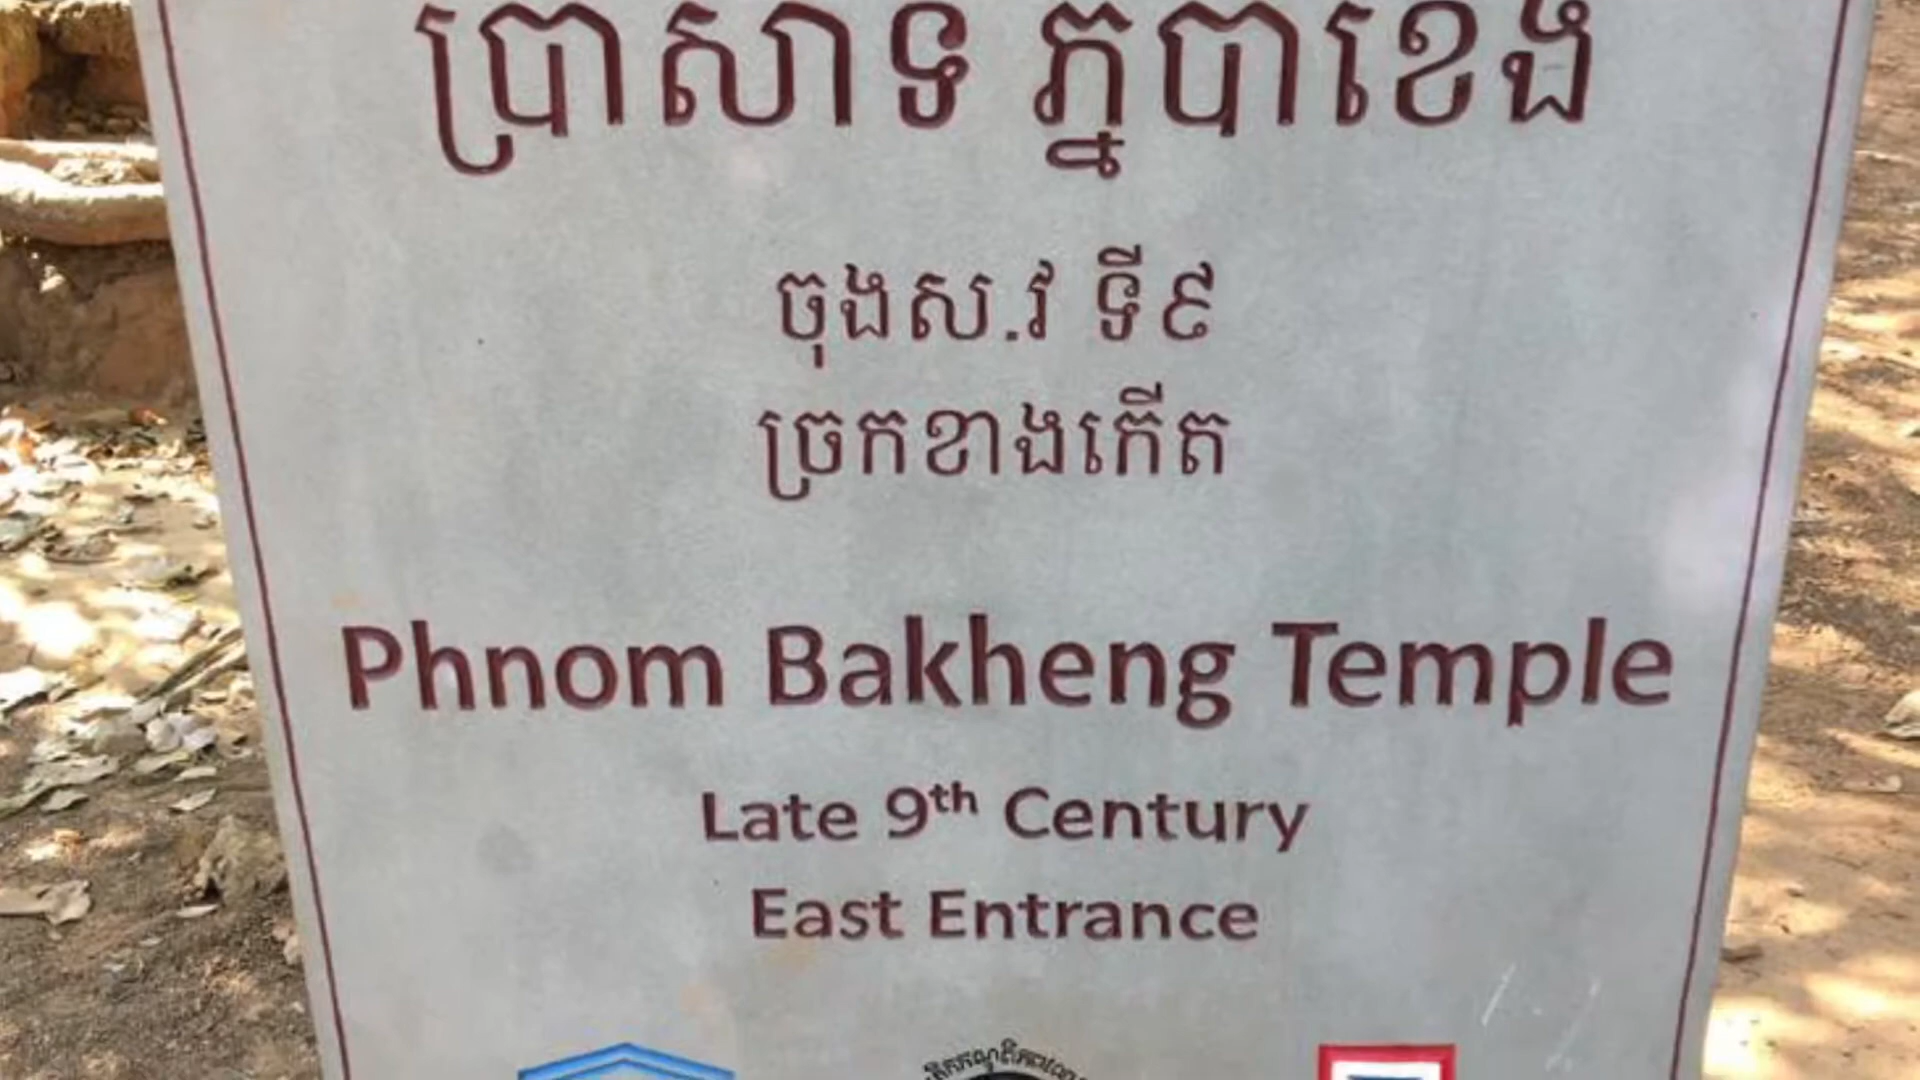 ប្រាសាទ ភ្នបាខែង
ចុងស.វ ទី៩
ច្រកខាងកើត
Phnom Bakheng Temple
Late 9th Century
East Entrance